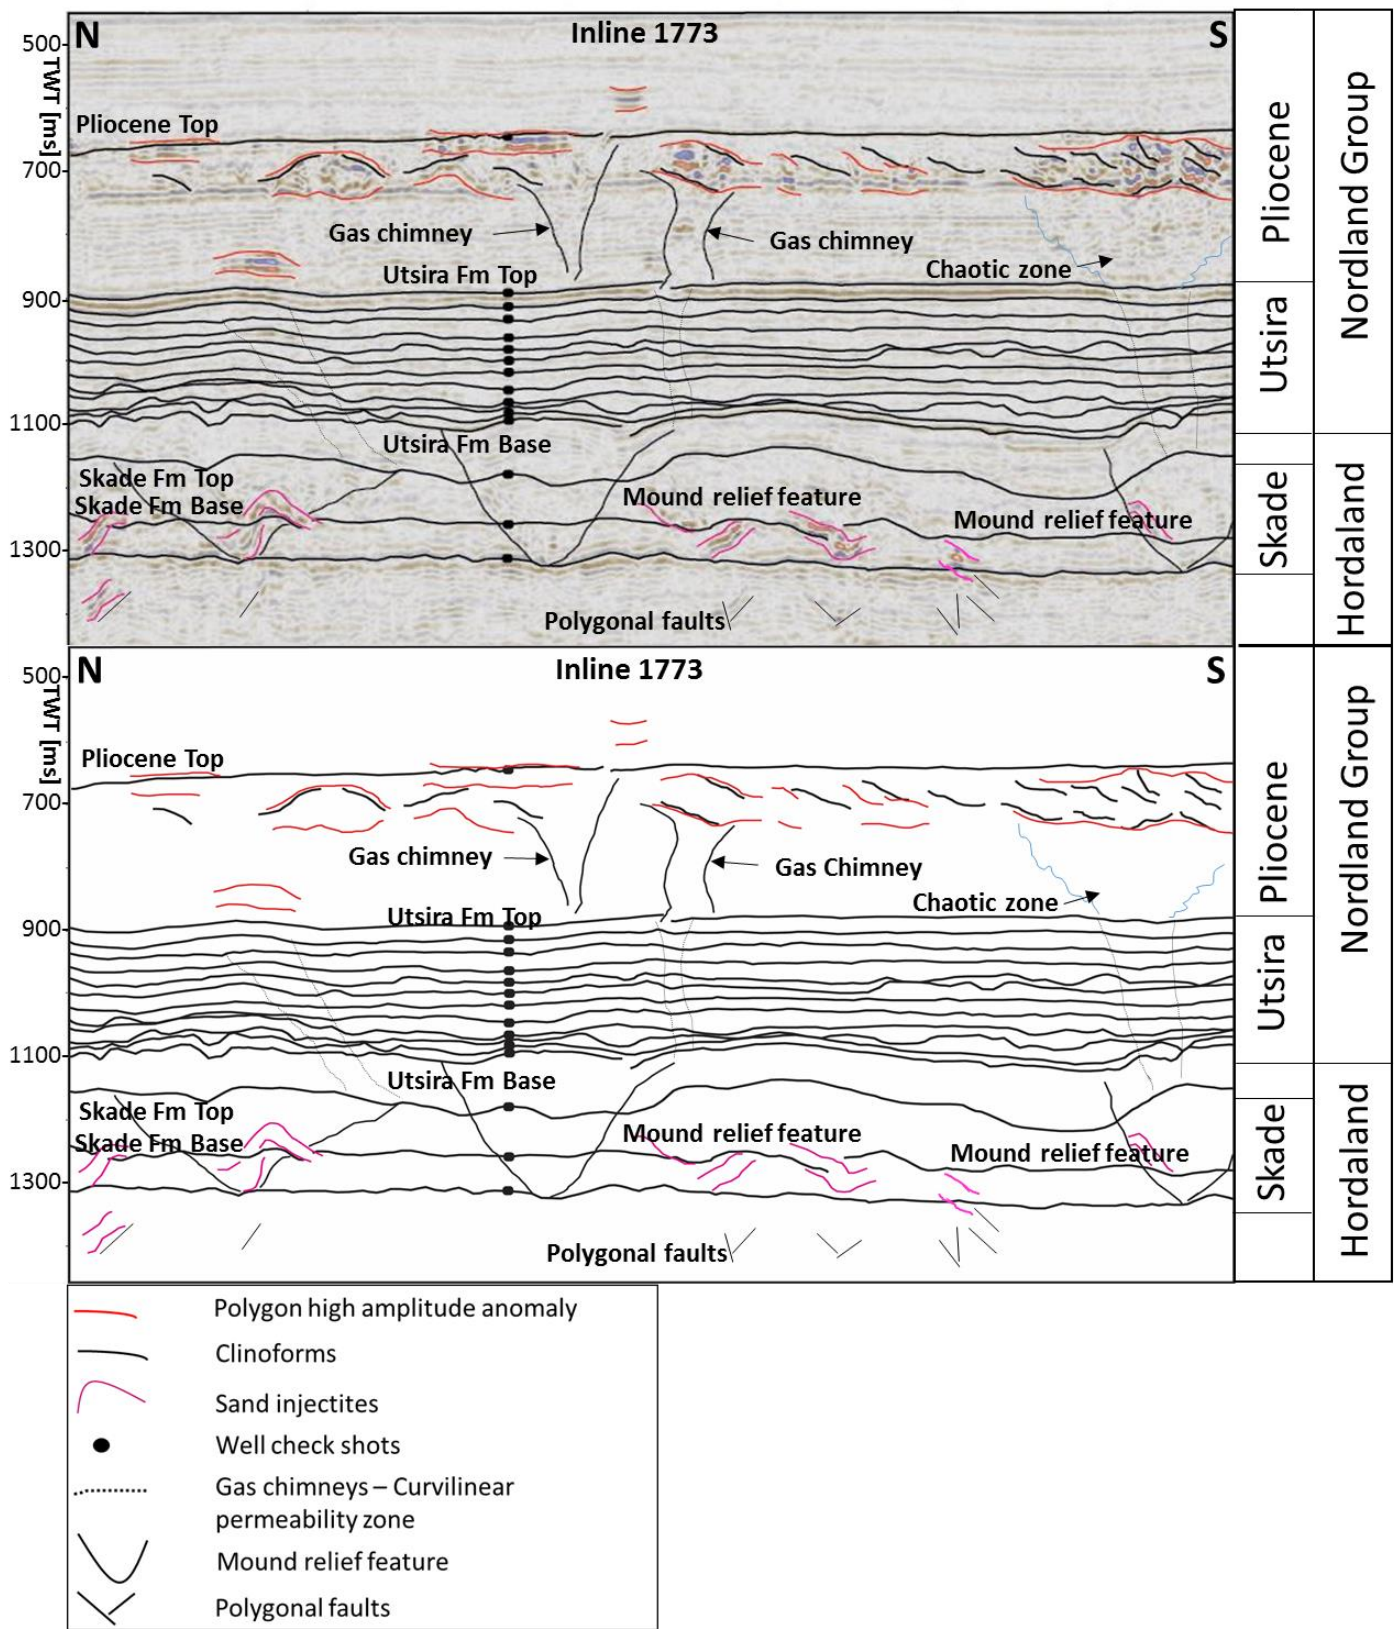 N
Inline 1773
S
500
TWT [ms]
Pliocene Top
700
Gas chimney
Gas chimney
Chaotic zone
Utsira Fm Top
900
1100
Utsira Fm Base
Skade Fm Top
Skade Fm Base
Mound relief feature
Mound relief feature
1300
Polygonal faults
Pliocene
Utsira
Skade
Nordland Group
Hordaland
N
Inline 1773
S
500
TWT [ms]
Pliocene Top
700
Gas chimney
Gas Chimney
Chaotic zone
Utsira Fm Top
900
1100
Utsira Fm Base
Skade Fm Top
Skade Fm Base
Mound relief feature
Mound relief feature
1300
Polygonal faults
Pliocene
Utsira
Skade
Nordland Group
Hordaland
Polygon high amplitude anomaly
Clinoforms
Sand injectites
Well check shots
Gas chimneys – Curvilinear
permeability zone
Mound relief feature
Polygonal faults